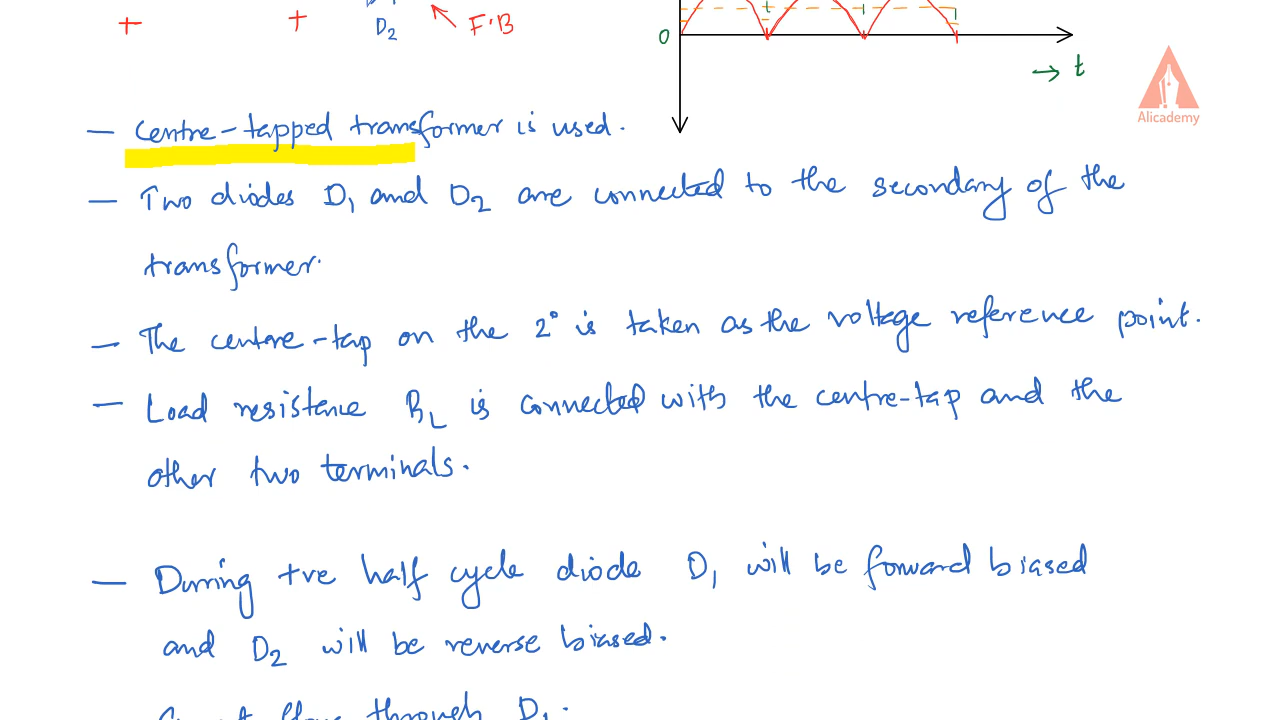 + + D2 F·B
0
→ t
Alicademy
— Centre-tapped transformer is used.
— Two diodes D1 and D2 are connected to the secondary of the
transformer.
— The centre-tap on the 2° is taken as the voltage reference point.
— Load resistance RL is connected with the centre-tap and the
other two terminals.
— During +ve half cycle diode D1 will be forward biased
and D2 will be reverse biased.
through D1.